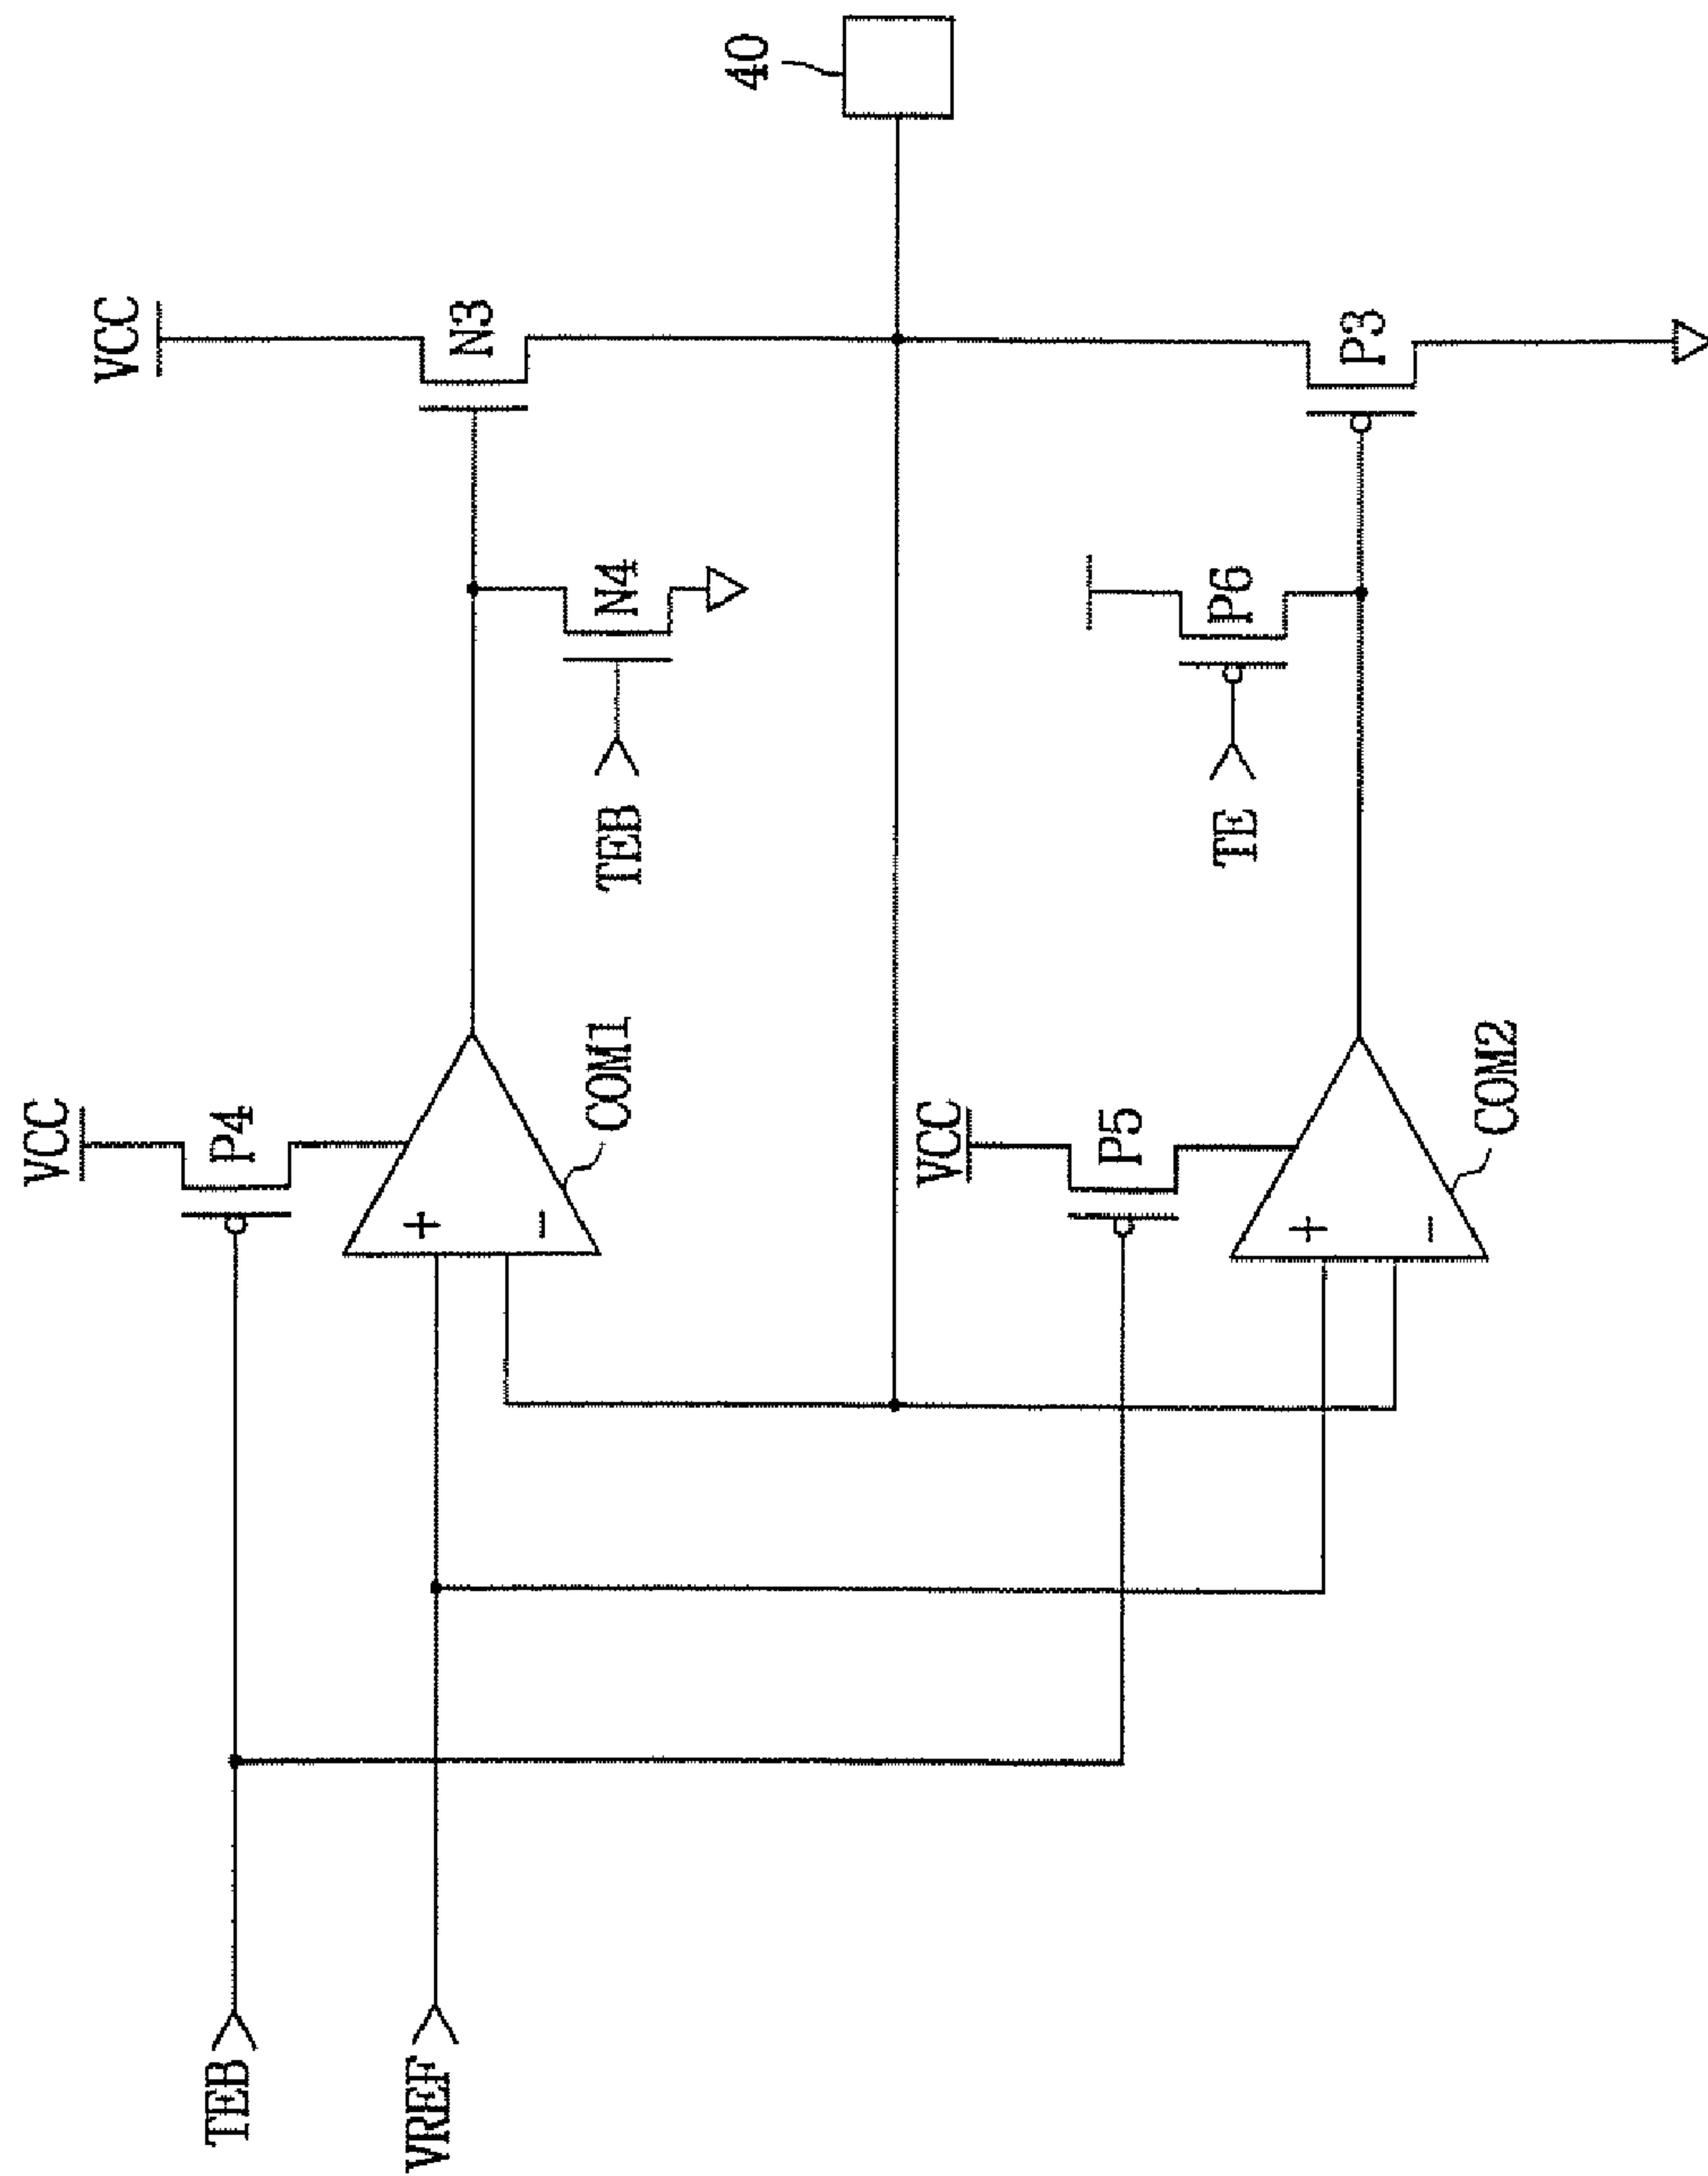 TEB
VREF
VCC
P4
+
-
COM1
TEB
N4
VCC
N3
40
VCC
P5
+
-
COM2
TE
P6
P3